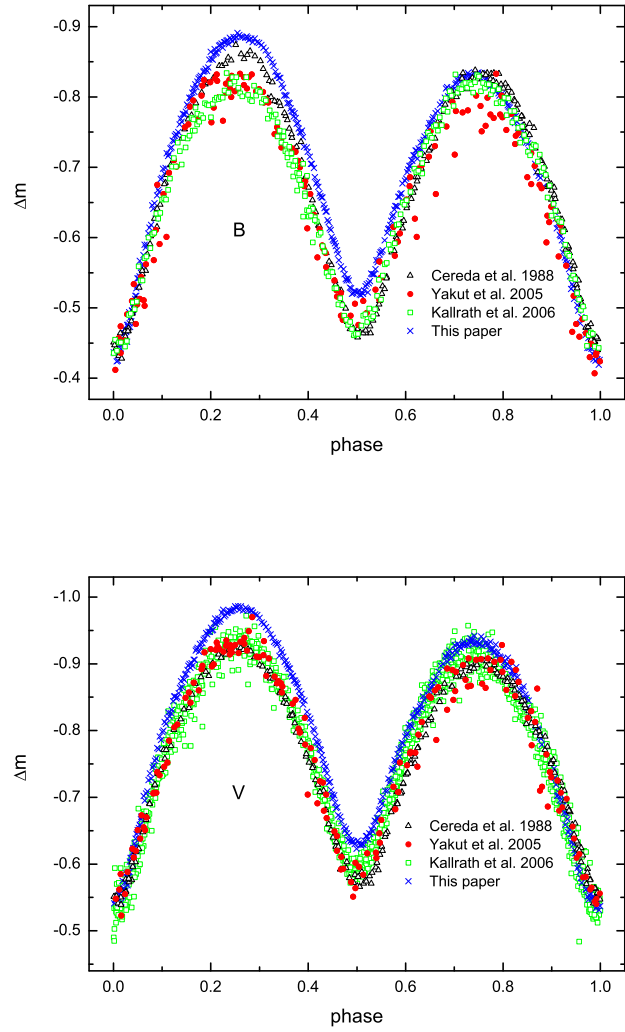 -0.9
-0.8
-0.7
-0.6
-0.5
-0.4
Δm
B
Cereda et al. 1988
Yakut et al. 2005
Kallrath et al. 2006
This paper
0.0 0.2 0.4 0.6 0.8 1.0
phase
-1.0
-0.9
-0.8
-0.7
-0.6
-0.5
Δm
V
Cereda et al. 1988
Yakut et al. 2005
Kallrath et al. 2006
This paper
0.0 0.2 0.4 0.6 0.8 1.0
phase